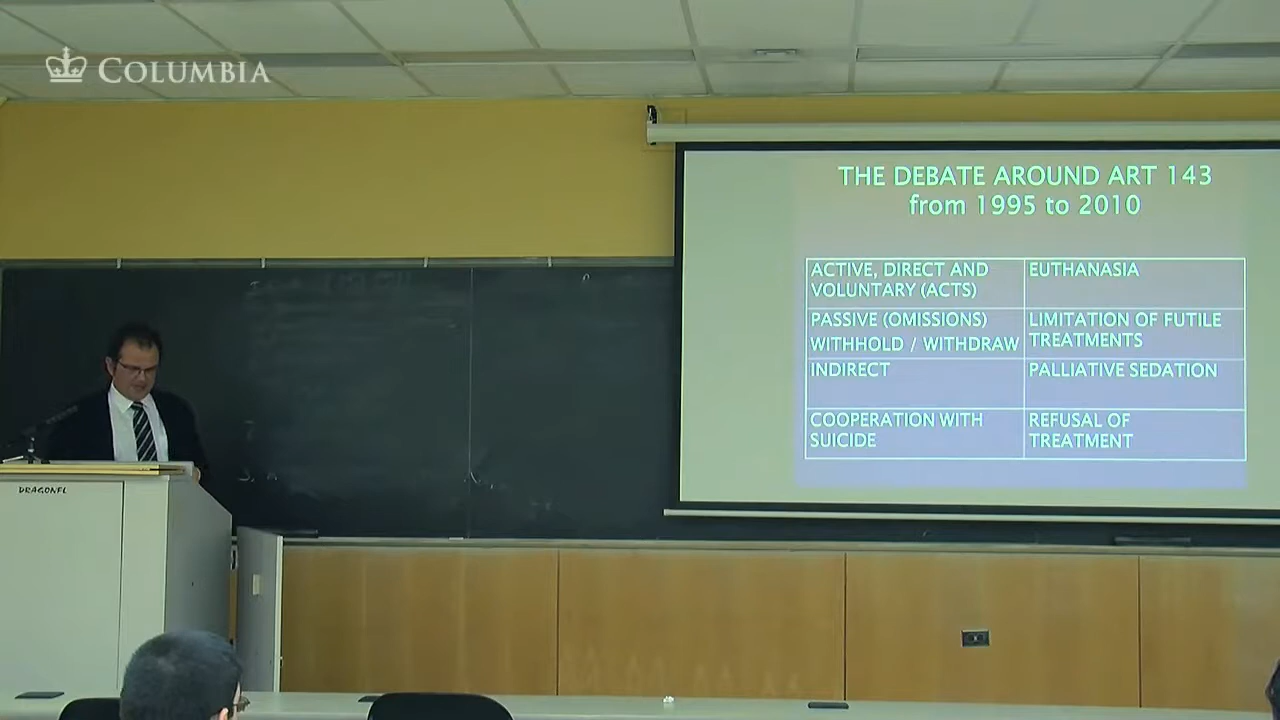 COLUMBIA
THE DEBATE AROUND ART 143
from 1995 to 2010
ACTIVE, DIRECT AND
VOLUNTARY (ACTS)
EUTHANASIA
PASSIVE (OMISSIONS)
WITHHOLD / WITHDRAW
LIMITATION OF FUTILE
TREATMENTS
INDIRECT
PALLIATIVE SEDATION
COOPERATION WITH
SUICIDE
REFUSAL OF
TREATMENT
DRAGONFL